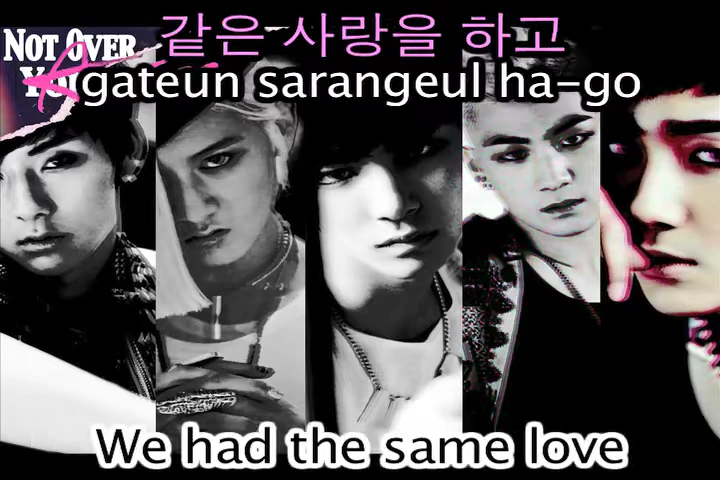 NOT OVER
같은 사랑을 하고
gateun sarangeul ha-go
We had the same love